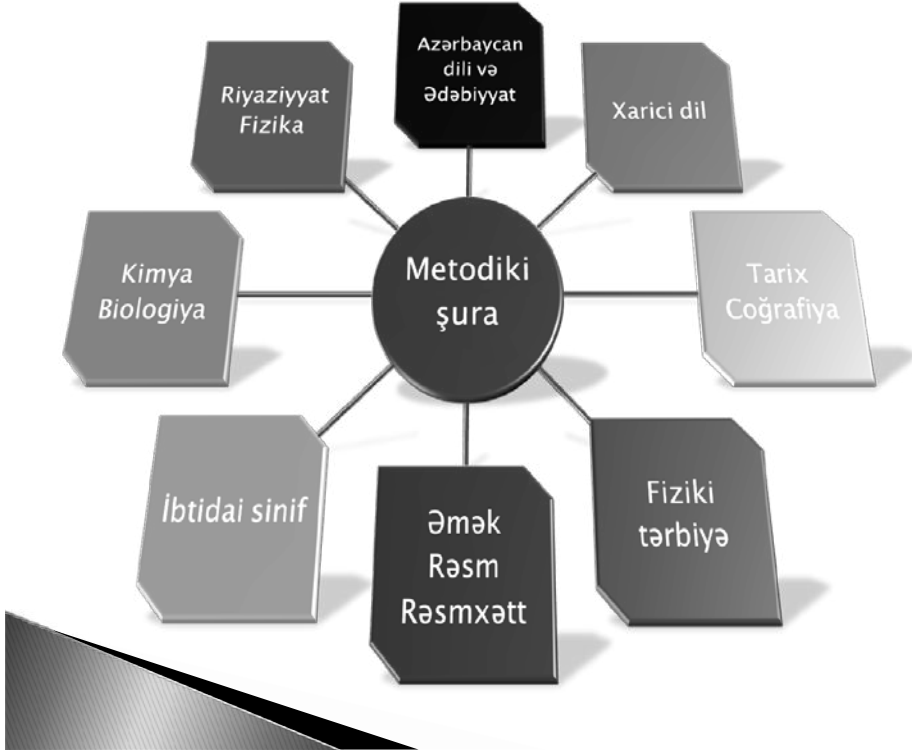 Azərbaycan
dili və
Ədəbiyyat
Riyaziyyat
Fizika
Xarici dil
Kimya
Biologiya
Metodiki
şura
Tarix
Coğrafiya
İbtidai sinif
Əmək
Rəsm
Rəsmxətt
Fiziki
tərbiyə